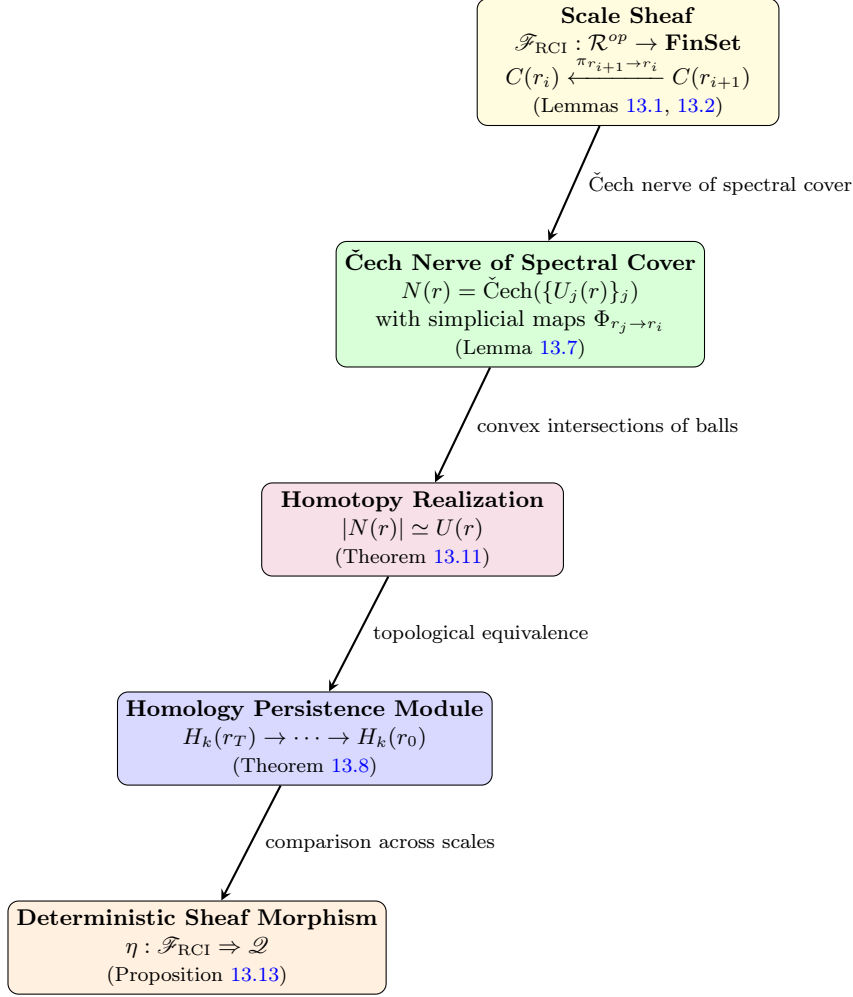 Scale Sheaf
ℱ_RCI : ℛ^op → FinSet
C(r_i) ←^{π_{r_{i+1}→r_i}} C(r_{i+1})
(Lemmas 13.1, 13.2)
Čech nerve of spectral cover
Čech Nerve of Spectral Cover
N(r) = Čech({U_j(r)}_j)
with simplicial maps Φ_{r_j→r_i}
(Lemma 13.7)
convex intersections of balls
Homotopy Realization
|N(r)| ≃ U(r)
(Theorem 13.11)
topological equivalence
Homology Persistence Module
H_k(r_T) → ⋯ → H_k(r_0)
(Theorem 13.8)
comparison across scales
Deterministic Sheaf Morphism
η : ℱ_RCI ⇒ 𝒬
(Proposition 13.13)